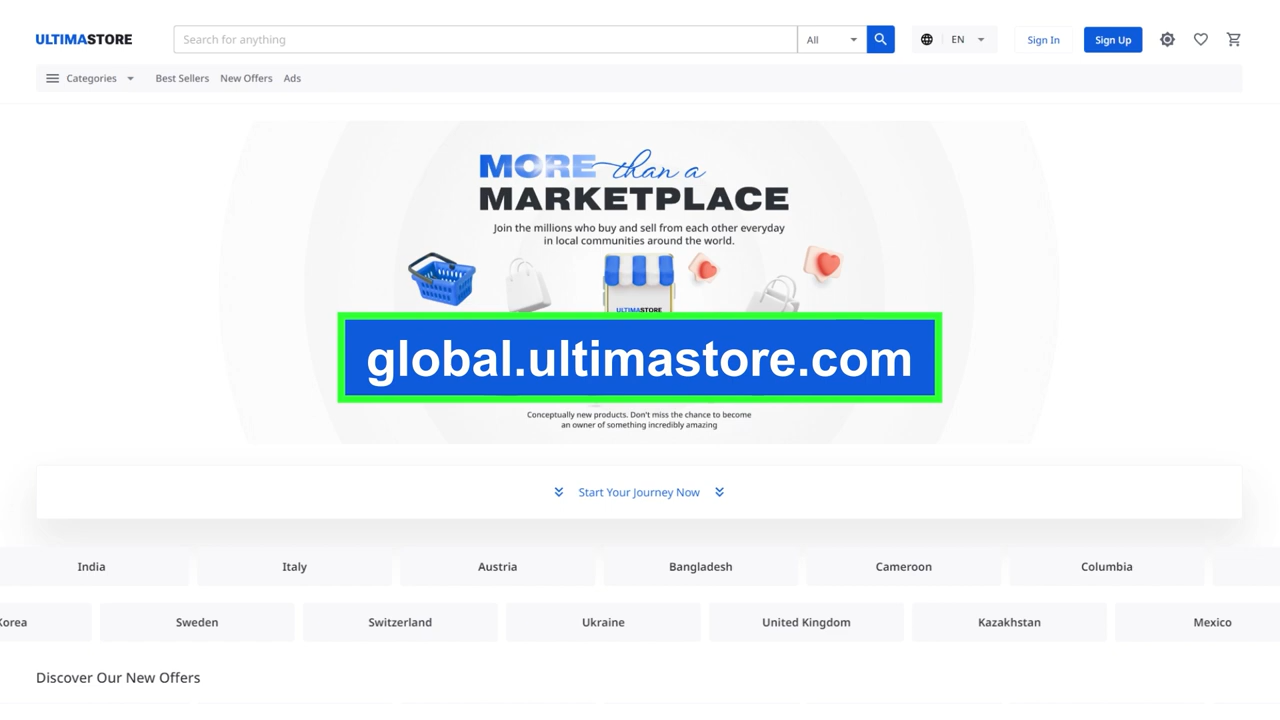 ULTIMASTORE
Search for anything
All
EN
Sign In
Sign Up
Categories
Best Sellers
New Offers
Ads
MORE than a
MARKETPLACE
Join the millions who buy and sell from each other everyday
in local communities around the world.
ULTIMASTORE
global.ultimastore.com
Conceptually new products. Don't miss the chance to become
an owner of something incredibly amazing
Start Your Journey Now
India
Italy
Austria
Bangladesh
Cameroon
Columbia
Korea
Sweden
Switzerland
Ukraine
United Kingdom
Kazakhstan
Mexico
Discover Our New Offers